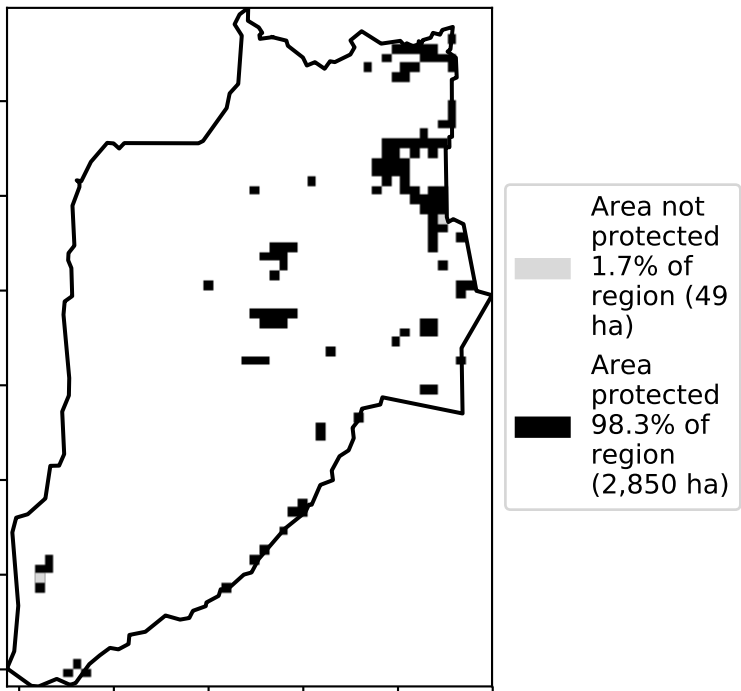 Area not
protected
1.7% of
region (49
ha)
Area
protected
98.3% of
region
(2,850 ha)